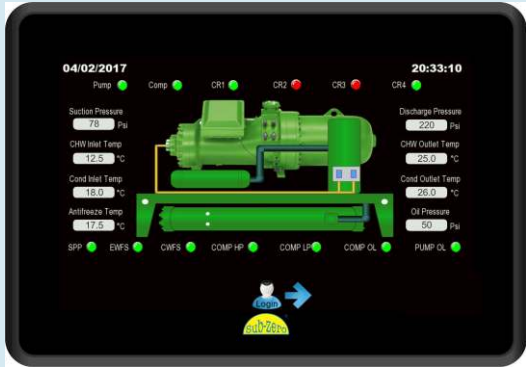 04/02/2017 20:33:10
Pump Comp CR1 CR2 CR3 CR4
Suction Pressure
78 Psi
CHW Inlet Temp
12.5 °C
Cond Inlet Temp
18.0 °C
Antifreeze Temp
17.5 °C
Discharge Pressure
220 Psi
CHW Outlet Temp
25.0 °C
Cond Outlet Temp
26.0 °C
Oil Pressure
50 Psi
SPP EWFS CWFS COMP HP COMP LP COMP OL PUMP OL
Login
sub-zero